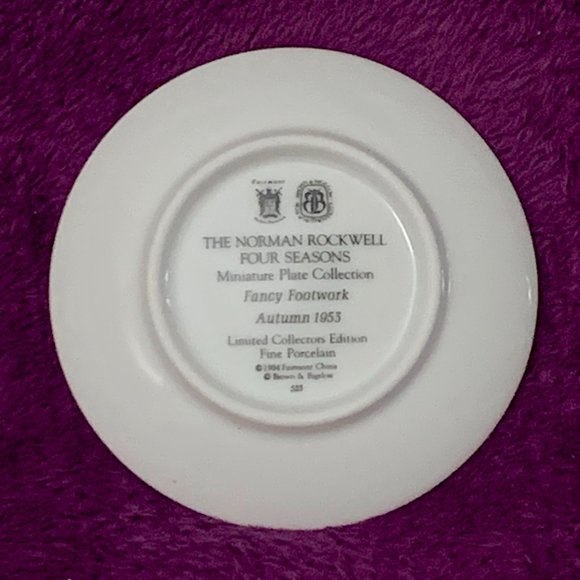 Fairmont
THE NORMAN ROCKWELL
FOUR SEASONS
Miniature Plate Collection
Fancy Footwork
Autumn 1953
Limited Collectors Edition
Fine Porcelain
© 1984 Fairmont China
© Brown & Bigelow